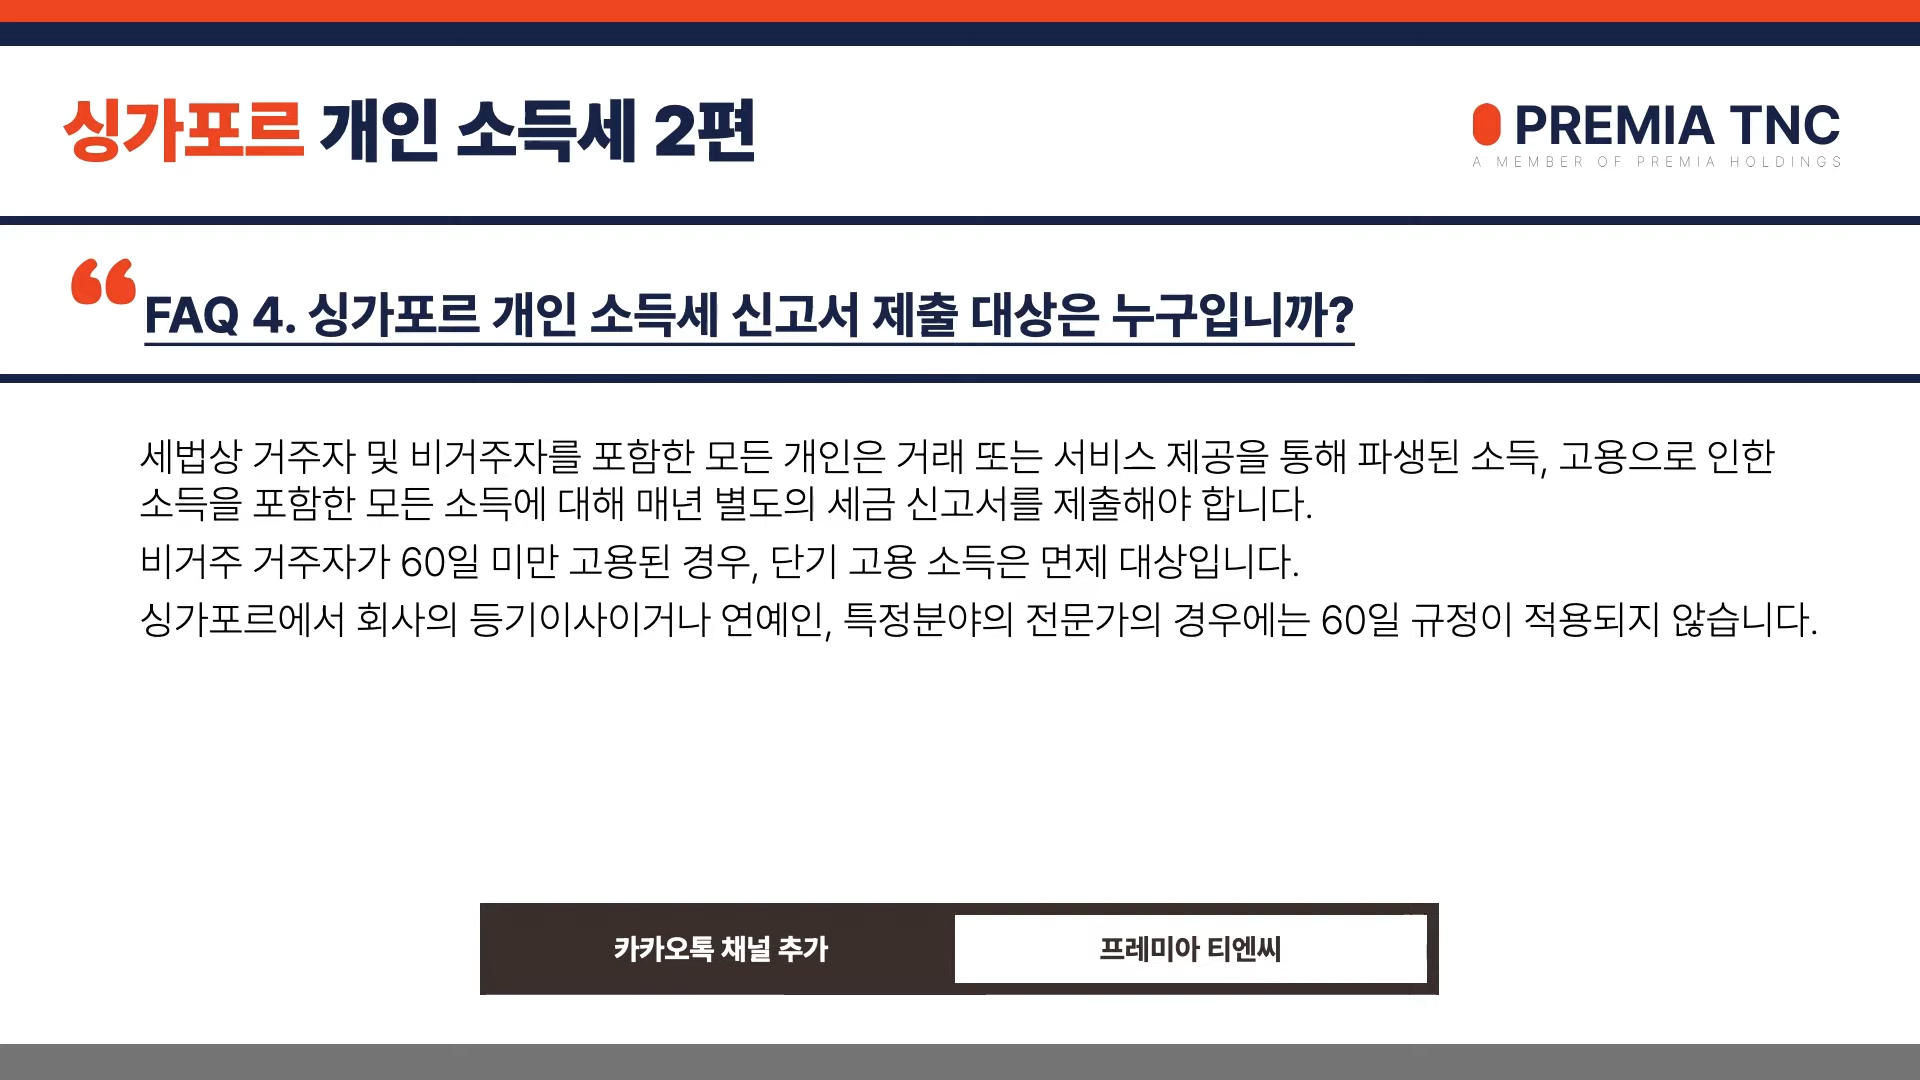 싱가포르 개인 소득세 2편
PREMIA TNC
A MEMBER OF PREMIA HOLDINGS
“FAQ 4. 싱가포르 개인 소득세 신고서 제출 대상은 누구입니까?
세법상 거주자 및 비거주자를 포함한 모든 개인은 거래 또는 서비스 제공을 통해 파생된 소득, 고용으로 인한
소득을 포함한 모든 소득에 대해 매년 별도의 세금 신고서를 제출해야 합니다.
비거주 거주자가 60일 미만 고용된 경우, 단기 고용 소득은 면제 대상입니다.
싱가포르에서 회사의 등기이사이거나 연예인, 특정분야의 전문가의 경우에는 60일 규정이 적용되지 않습니다.
카카오톡 채널 추가
프레미아 티엔씨